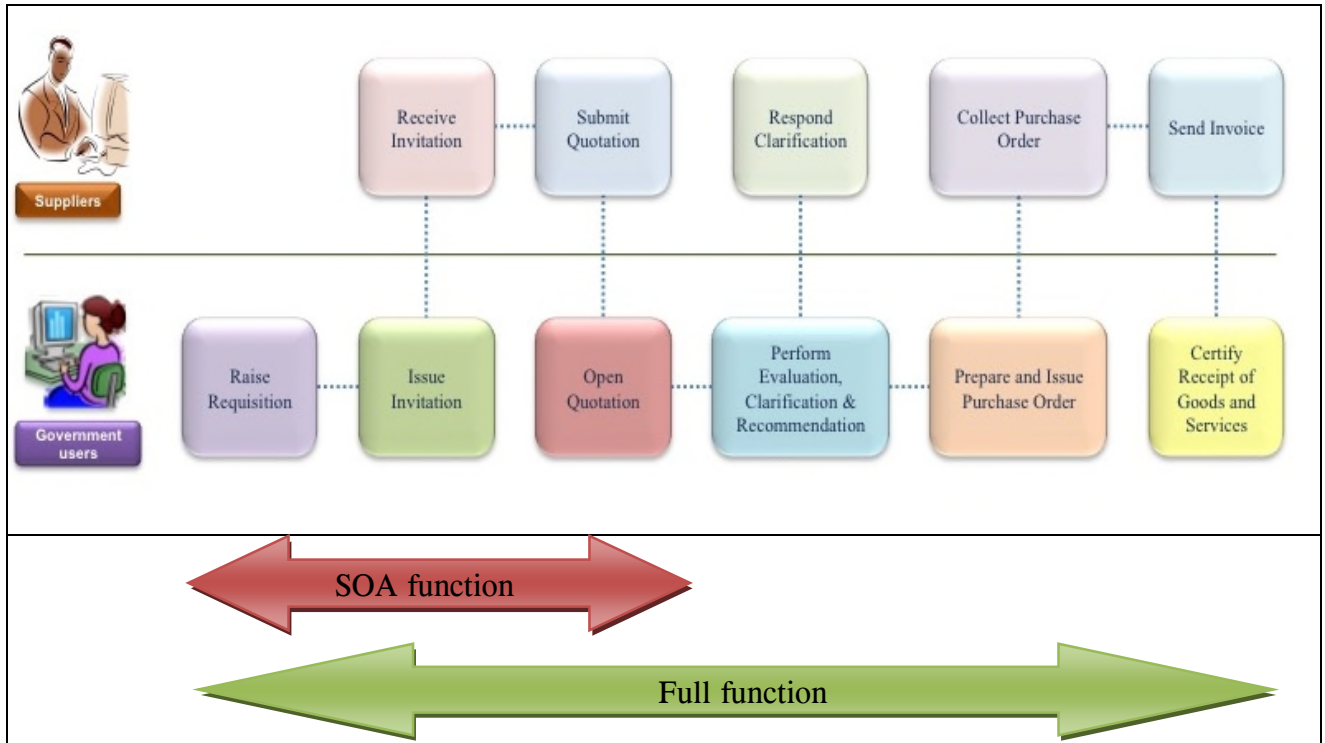 Receive
Invitation
Submit
Quotation
Respond
Clarification
Collect Purchase
Order
Send Invoice
Suppliers
Raise
Requisition
Issue
Invitation
Open
Quotation
Perform
Evaluation,
Clarification &
Recommendation
Prepare and Issue
Purchase Order
Certify
Receipt of
Goods and
Services
Government
users
SOA function
Full function